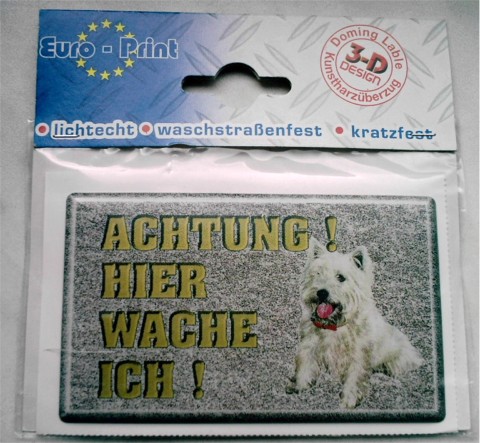 Euro - Print
Doming Lable
3-D
DESIGN
Kunstharzüberzug
lichtecht • waschstraßenfest • kratzfest
ACHTUNG !
HIER
WACHE
ICH !